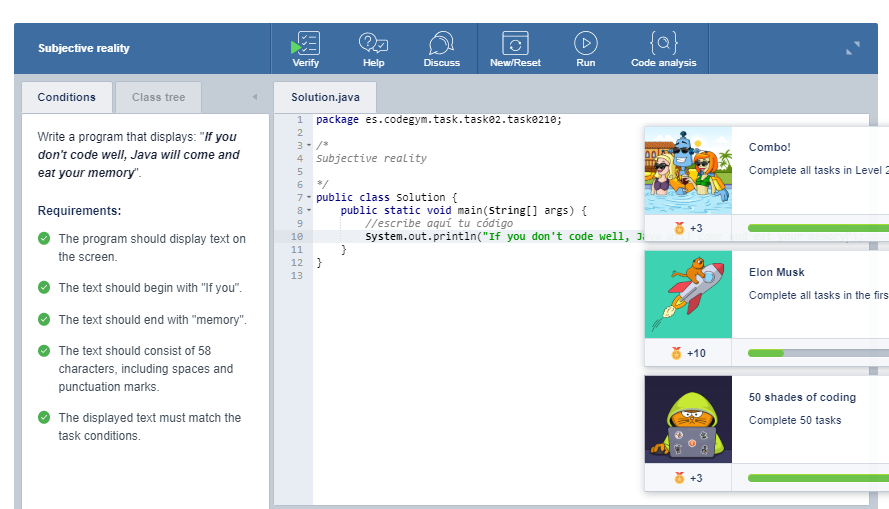 Subjective reality
Verify
Help
Discuss
New/Reset
Run
Code analysis
Conditions
Class tree
Write a program that displays: "If you
don't code well, Java will come and
eat your memory".
Requirements:
The program should display text on
the screen.
The text should begin with "If you".
The text should end with "memory".
The text should consist of 58
characters, including spaces and
punctuation marks.
The displayed text must match the
task conditions.
Solution.java
1 package es.codegym.task.task02.task0210;
2
3 /*
4 Subjective reality
5
6 */
7 public class Solution {
8 public static void main(String[] args) {
9 //escribe aquí tu código
10 System.out.println("If you don't code well,
11 }
12 }
13
Combo!
Complete all tasks in Level 2
+3
Elon Musk
Complete all tasks in the first
+10
50 shades of coding
Complete 50 tasks
+3